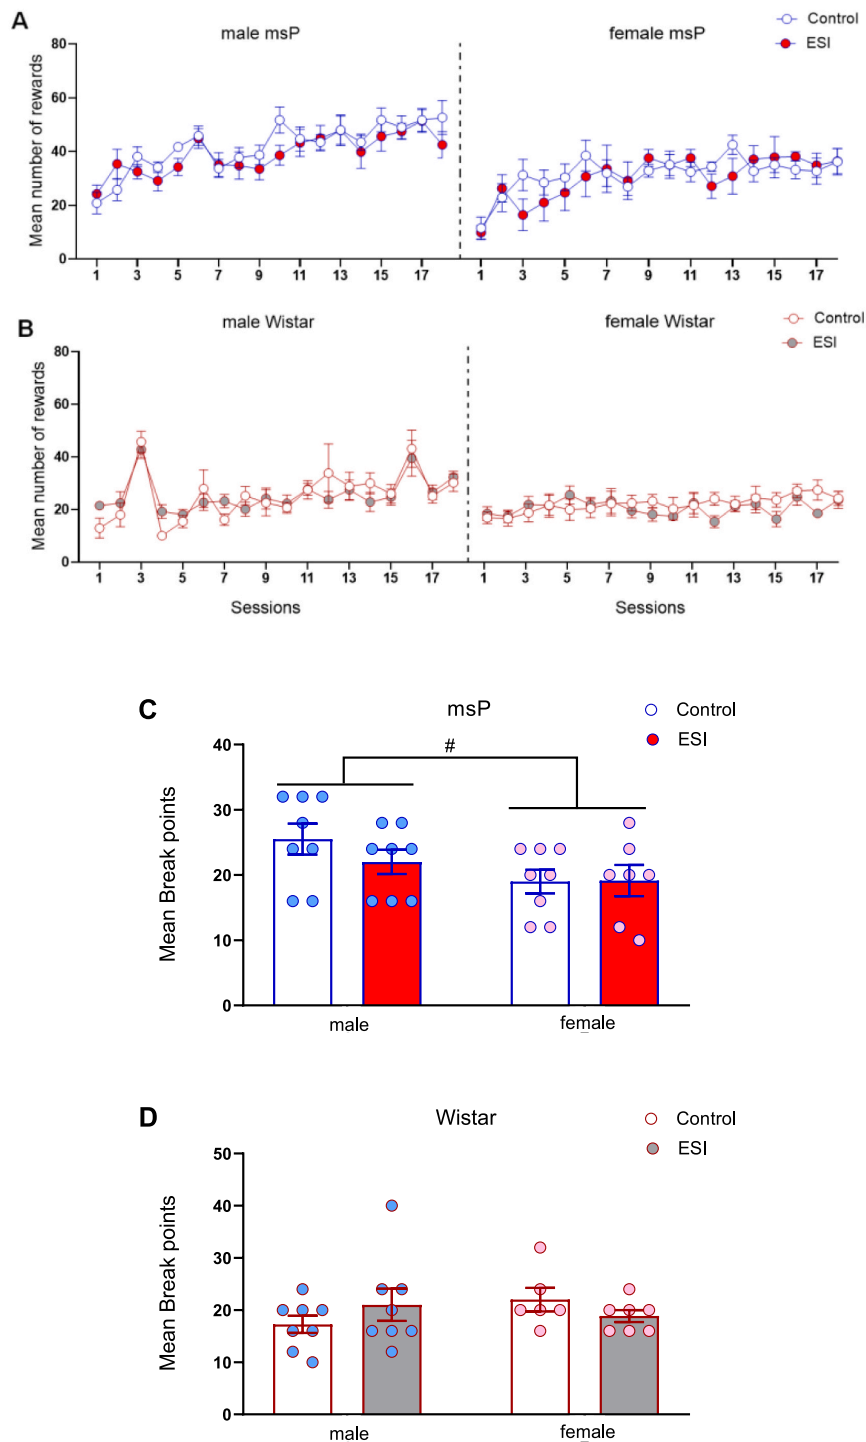 A
male msP
female msP
Control
ESI
Mean number of rewards
80
60
40
20
0
1 3 5 7 9 11 13 15 17
1 3 5 7 9 11 13 15 17
B
male Wistar
female Wistar
Control
ESI
Mean number of rewards
80
60
40
20
0
1 3 5 7 9 11 13 15 17
1 3 5 7 9 11 13 15 17
Sessions
Sessions
C
msP
Control
ESI
#
Mean Break points
40
30
20
10
0
male
female
D
Wistar
Control
ESI
Mean Break points
50
40
30
20
10
0
male
female